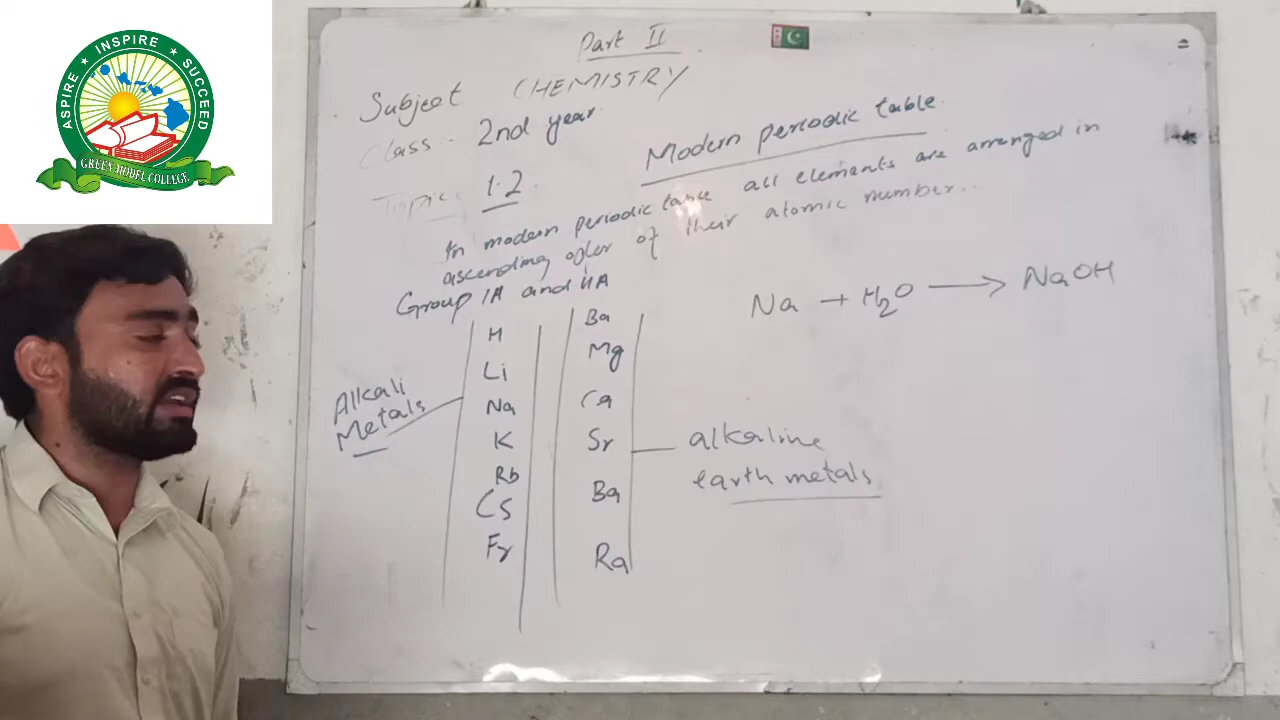 ASPIRE ★ INSPIRE ★ SUCCEED
GREEN MODEL COLLEGE
Part II
Subject CHEMISTRY
Class :- 2nd year
Topic: 1.2
Modern periodic table
In modern periodic table all elements are arranged in
ascending of their atomic number..
Group IA and IIA
Na + H2O → NaOH
H
Li
Na
K
Rb
Cs
Fr
Ba
Mg
Ca
Sr
Ba
Ra
Alkali
Metals
alkaline
earth metals